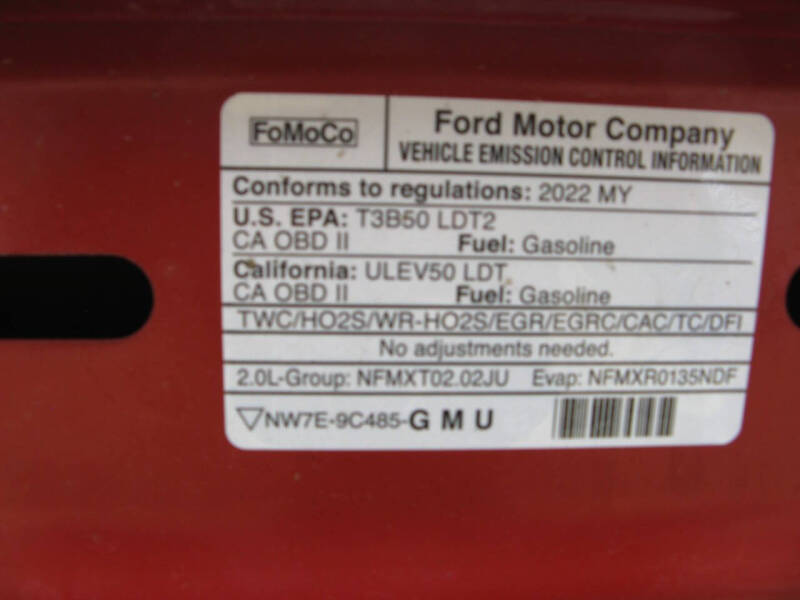 FoMoCo
Ford Motor Company
VEHICLE EMISSION CONTROL INFORMATION
Conforms to regulations: 2022 MY
U.S. EPA: T3B50 LDT2
CA OBD II Fuel: Gasoline
California: ULEV50 LDT
CA OBD II Fuel: Gasoline
TWC/HO2S/WR-HO2S/EGR/EGRC/CAC/TC/DFI
No adjustments needed.
2.0L-Group: NFMXT02.02JU Evap: NFMXR0135NDF
▽NW7E-9C485-G M U